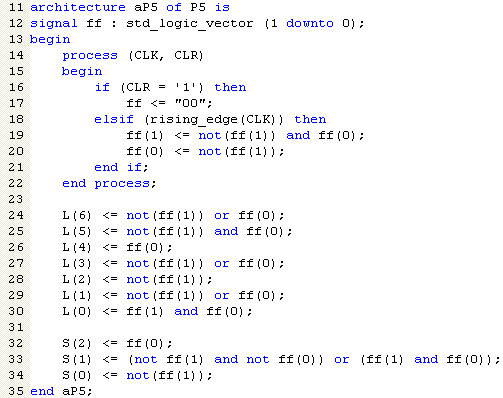 11 architecture aP5 of P5 is
12 signal ff : std_logic_vector (1 downto 0);
13 begin
14     process (CLK, CLR)
15     begin
16         if (CLR = '1') then
17             ff <= "00";
18         elsif (rising_edge(CLK)) then
19             ff(1) <= not(ff(1)) and ff(0);
20             ff(0) <= not(ff(1));
21         end if;
22     end process;
23
24     L(6) <= not(ff(1)) or ff(0);
25     L(5) <= not(ff(1)) and ff(0);
26     L(4) <= ff(0);
27     L(3) <= not(ff(1)) or ff(0);
28     L(2) <= not(ff(1));
29     L(1) <= not(ff(1)) or ff(0);
30     L(0) <= ff(1) and ff(0);
31
32     S(2) <= ff(0);
33     S(1) <= (not ff(1) and not ff(0)) or (ff(1) and ff(0));
34     S(0) <= not(ff(1));
35 end aP5;